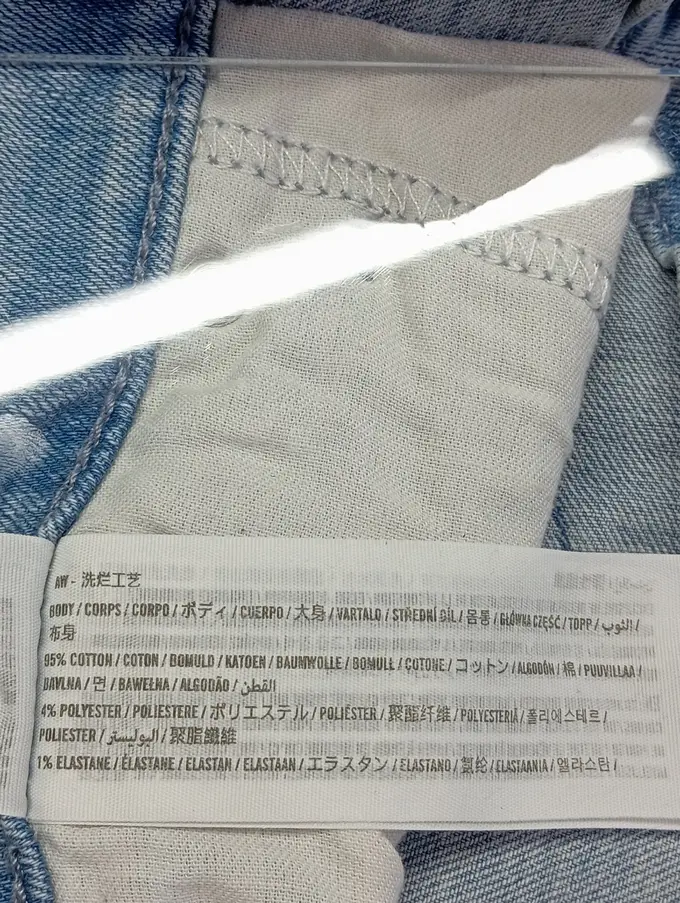 AW - 洗烂工艺
BODY / CORPS / CORPO / ボディ / CUERPO / 大身 / VARTALO / STŘEDNÍ DÍL / 몸통 / GŁÓWNA CZĘŚĆ / TOPP / الثوب /
布身
95% COTTON / COTON / BOMULD / KATOEN / BAUMWOLLE / BOMULL / COTONE / コットン / ALGODÓN / 棉 / PUUVILLAA /
BAVLNA / 면 / BAWEŁNA / ALGODÃO / القطن
4% POLYESTER / POLIESTERE / ポリエステル / POLIÉSTER / 聚酯纤维 / POLYESTERIÄ / 폴리에스테르 /
POLIESTER / البوليستر / 聚脂纖維
1% ELASTANE / ÉLASTANE / ELASTAN / ELASTAAN / エラスタン / ELASTANO / 氨纶 / ELASTAANIA / 엘라스탄 /